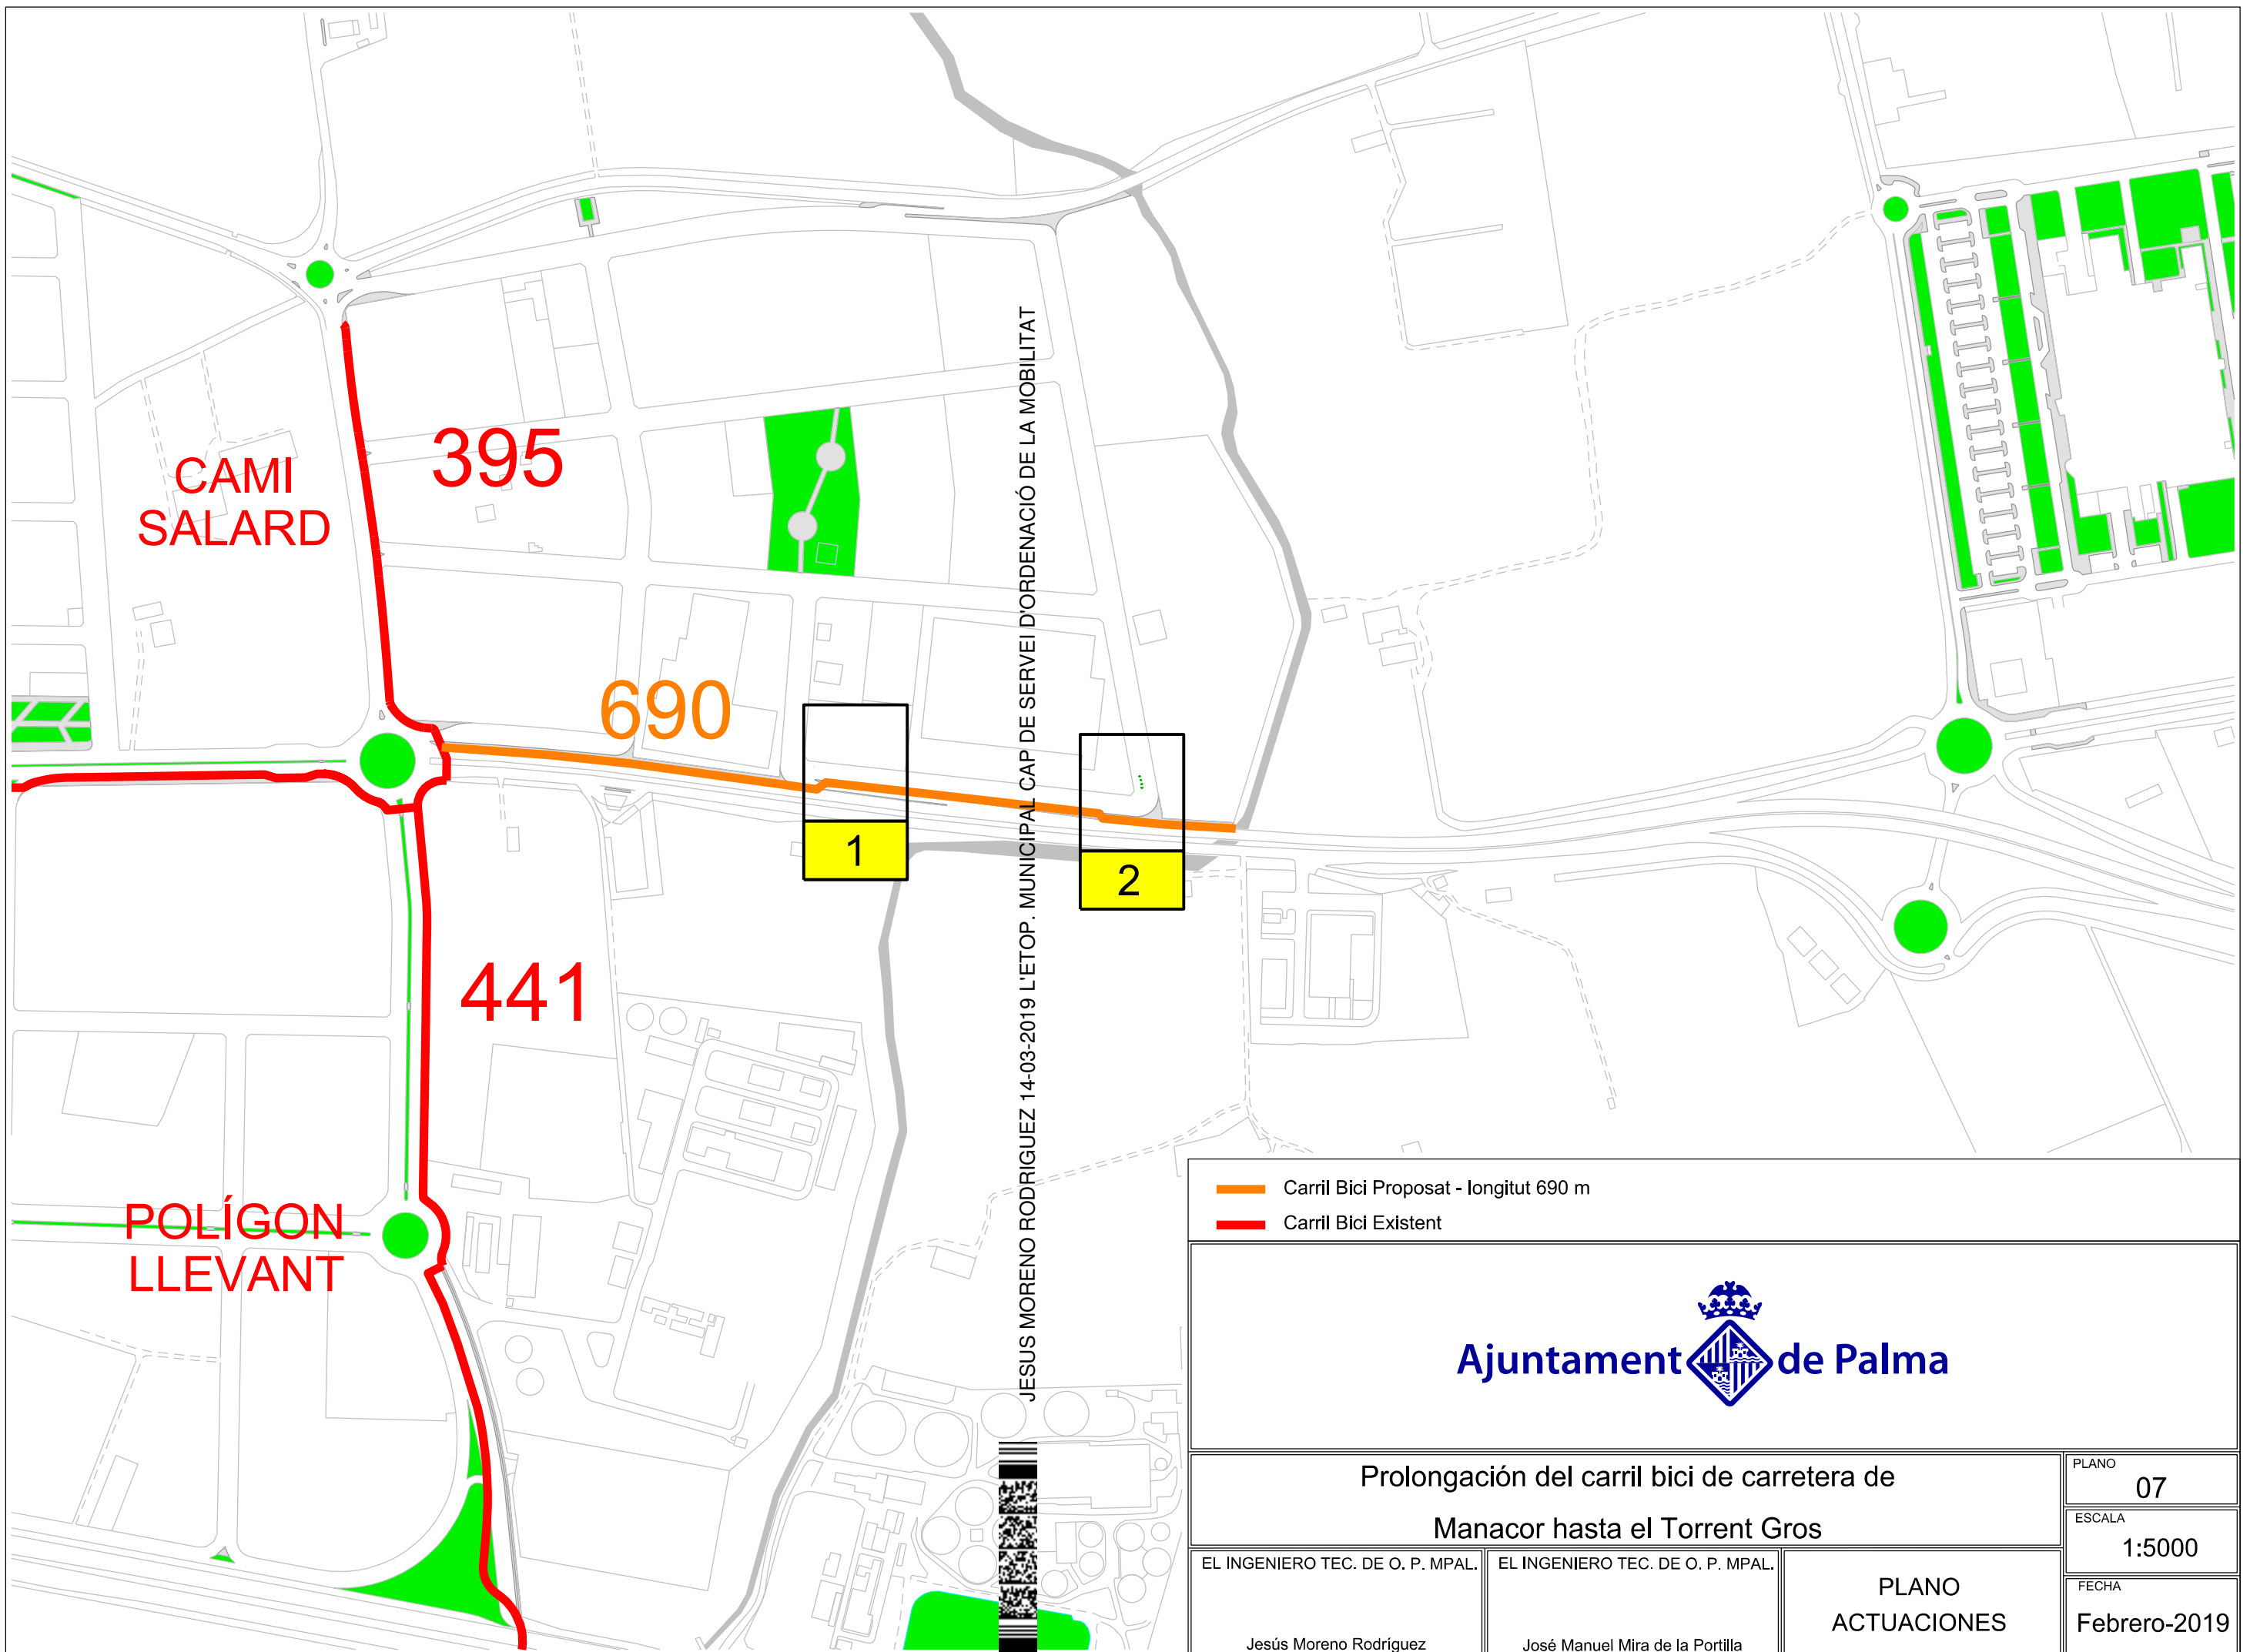 CAMI
SALARD
395
690
JESUS MORENO RODRIGUEZ 14-03-2019 L'ETOP. MUNICIPAL CAP DE SERVEI D'ORDENACIÓ DE LA MOBILITAT
1
2
441
POLÍGON
LLEVANT
Carril Bici Proposat - longitut 690 m
Carril Bici Existent
Ajuntament de Palma
Prolongación del carril bici de carretera de
Manacor hasta el Torrent Gros
PLANO
07
ESCALA
1:5000
EL INGENIERO TEC. DE O. P. MPAL.
Jesús Moreno Rodríguez
EL INGENIERO TEC. DE O. P. MPAL.
José Manuel Mira de la Portilla
PLANO
ACTUACIONES
FECHA
Febrero-2019